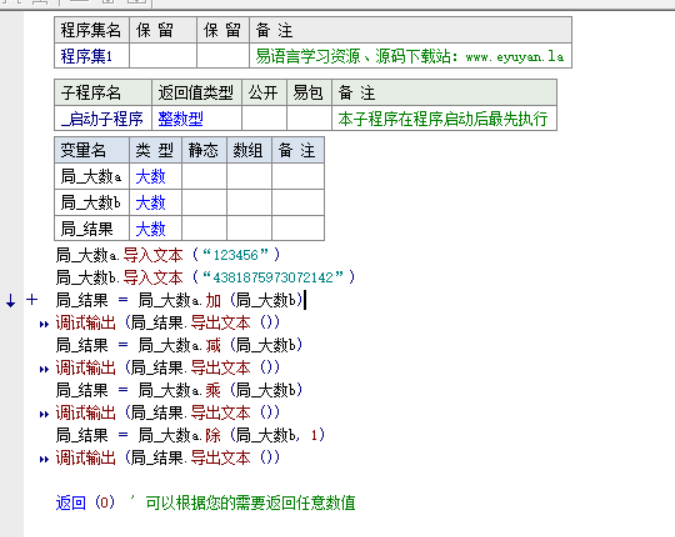 程序集名 保 留 保 留 备 注
程序集1 易语言学习资源、源码下载站：www.eyuyan.la
子程序名 返回值类型 公开 易包 备 注
_启动子程序 整数型 本子程序在程序启动后最先执行
变量名 类 型 静态 数组 备 注
局_大数a 大数
局_大数b 大数
局_结果 大数
局_大数a.导入文本 (“123456”)
局_大数b.导入文本 (“4381875973072142”)
局_结果 = 局_大数a.加 (局_大数b)
调试输出 (局_结果.导出文本 ())
局_结果 = 局_大数a.减 (局_大数b)
调试输出 (局_结果.导出文本 ())
局_结果 = 局_大数a.乘 (局_大数b)
调试输出 (局_结果.导出文本 ())
局_结果 = 局_大数a.除 (局_大数b, 1)
调试输出 (局_结果.导出文本 ())
返回 (0) ' 可以根据您的需要返回任意数值